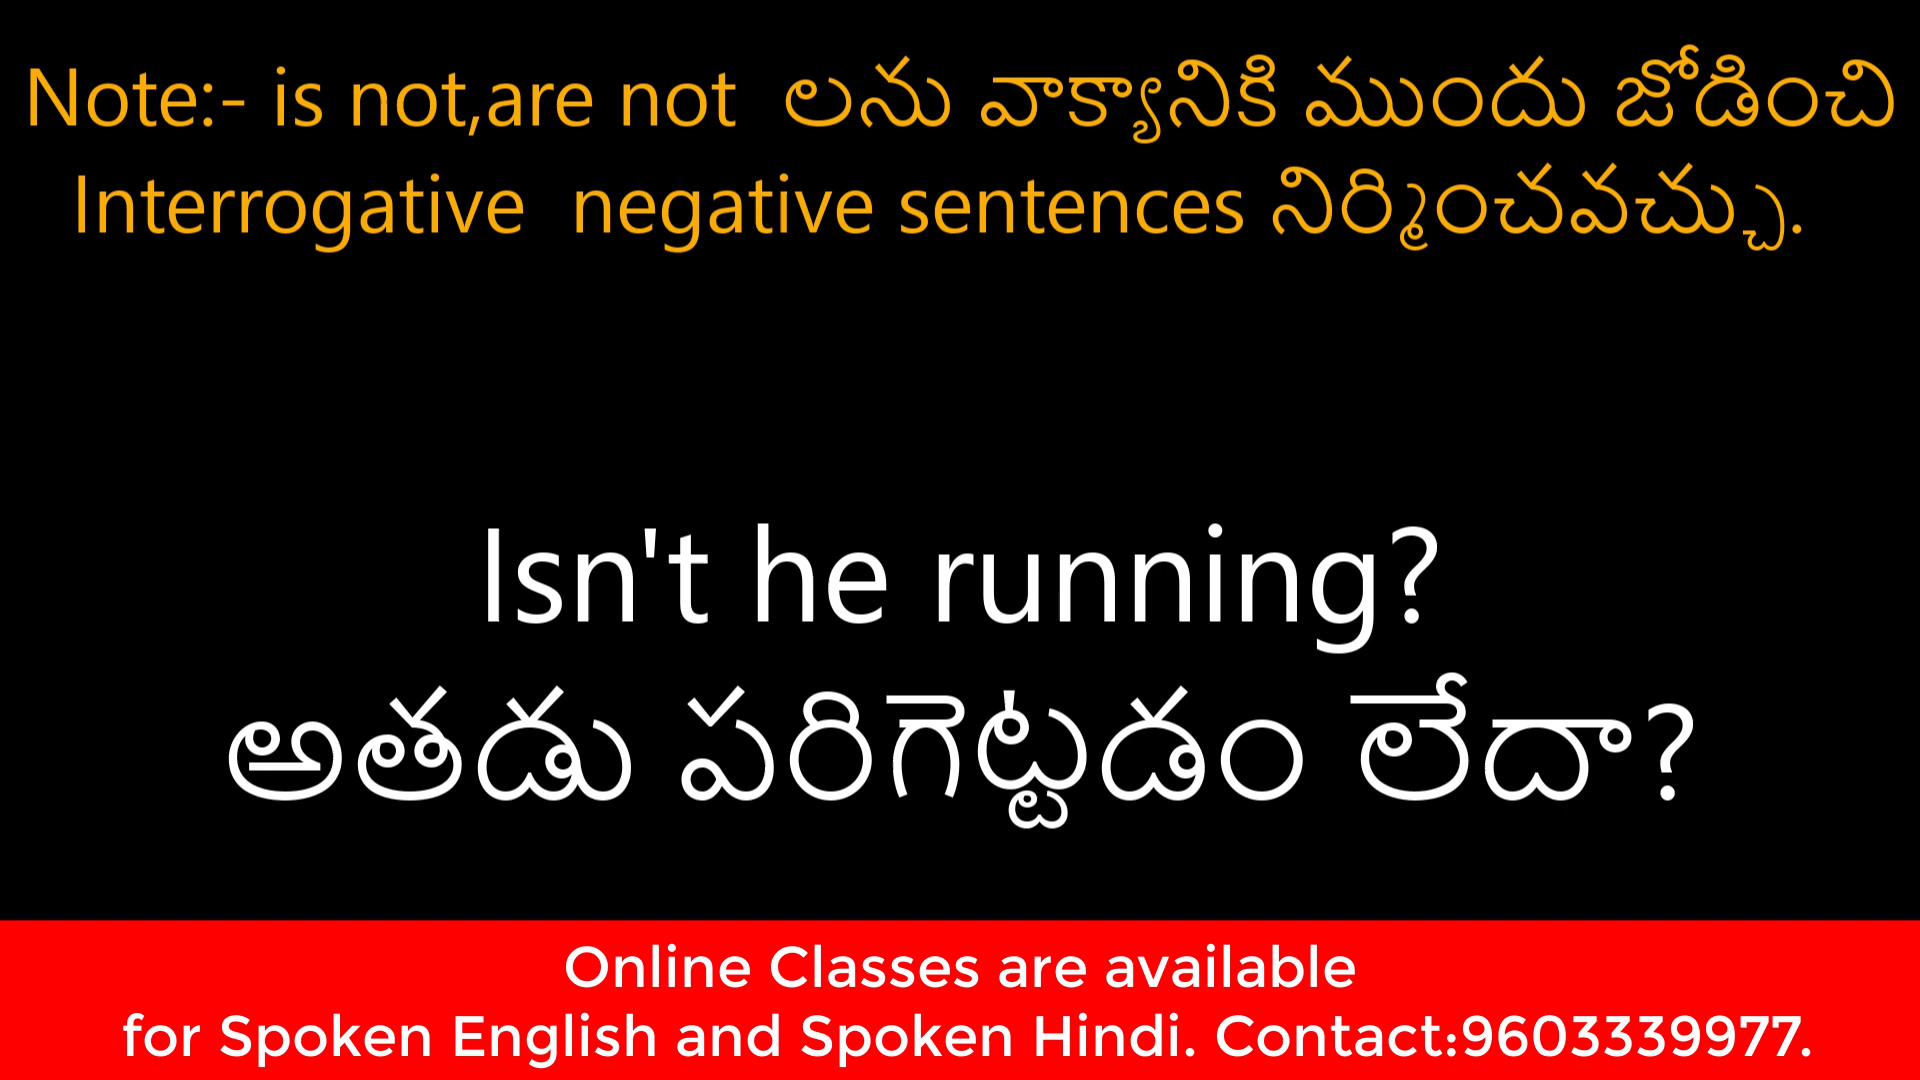 Note:- is not,are not లను వాక్యానికి ముందు జోడించి
Interrogative negative sentences నిర్మించవచ్చు.
Isn't he running?
అతడు పరిగెట్టడం లేదా?
Online Classes are available
for Spoken English and Spoken Hindi. Contact:9603339977.